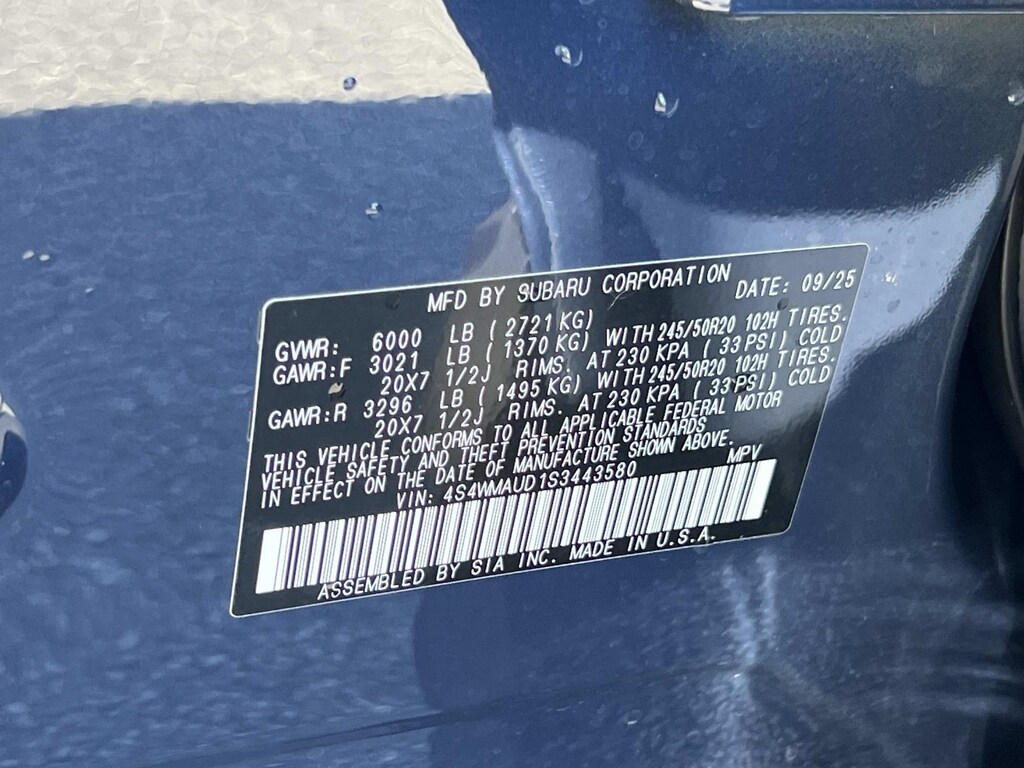 MFD BY SUBARU CORPORATION DATE: 09/25
GVWR: 6000 LB ( 2721 KG)
GAWR:F 3021 LB ( 1370 KG) WITH 245/50R20 102H TIRES.
20X7 1/2J RIMS. AT 230 KPA ( 33 PSI) COLD
GAWR:R 3296 LB ( 1495 KG) WITH 245/50R20 102H TIRES.
20X7 1/2J RIMS. AT 230 KPA ( 33 PSI) COLD
THIS VEHICLE CONFORMS TO ALL APPLICABLE FEDERAL MOTOR
VEHICLE SAFETY AND THEFT PREVENTION STANDARDS
IN EFFECT ON THE DATE OF MANUFACTURE SHOWN ABOVE.
VIN: 4S4WMAUD1S3443580 MPV
ASSEMBLED BY SIA INC. MADE IN U.S.A.